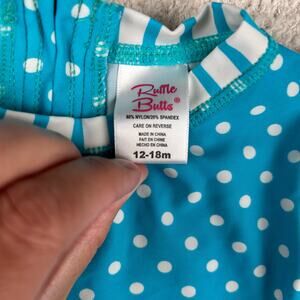 Ruffle
Butts®
80% NYLON/20% SPANDEX
CARE ON REVERSE
MADE IN CHINA
FAIT EN CHINE
HECHO EN CHINA
12-18m